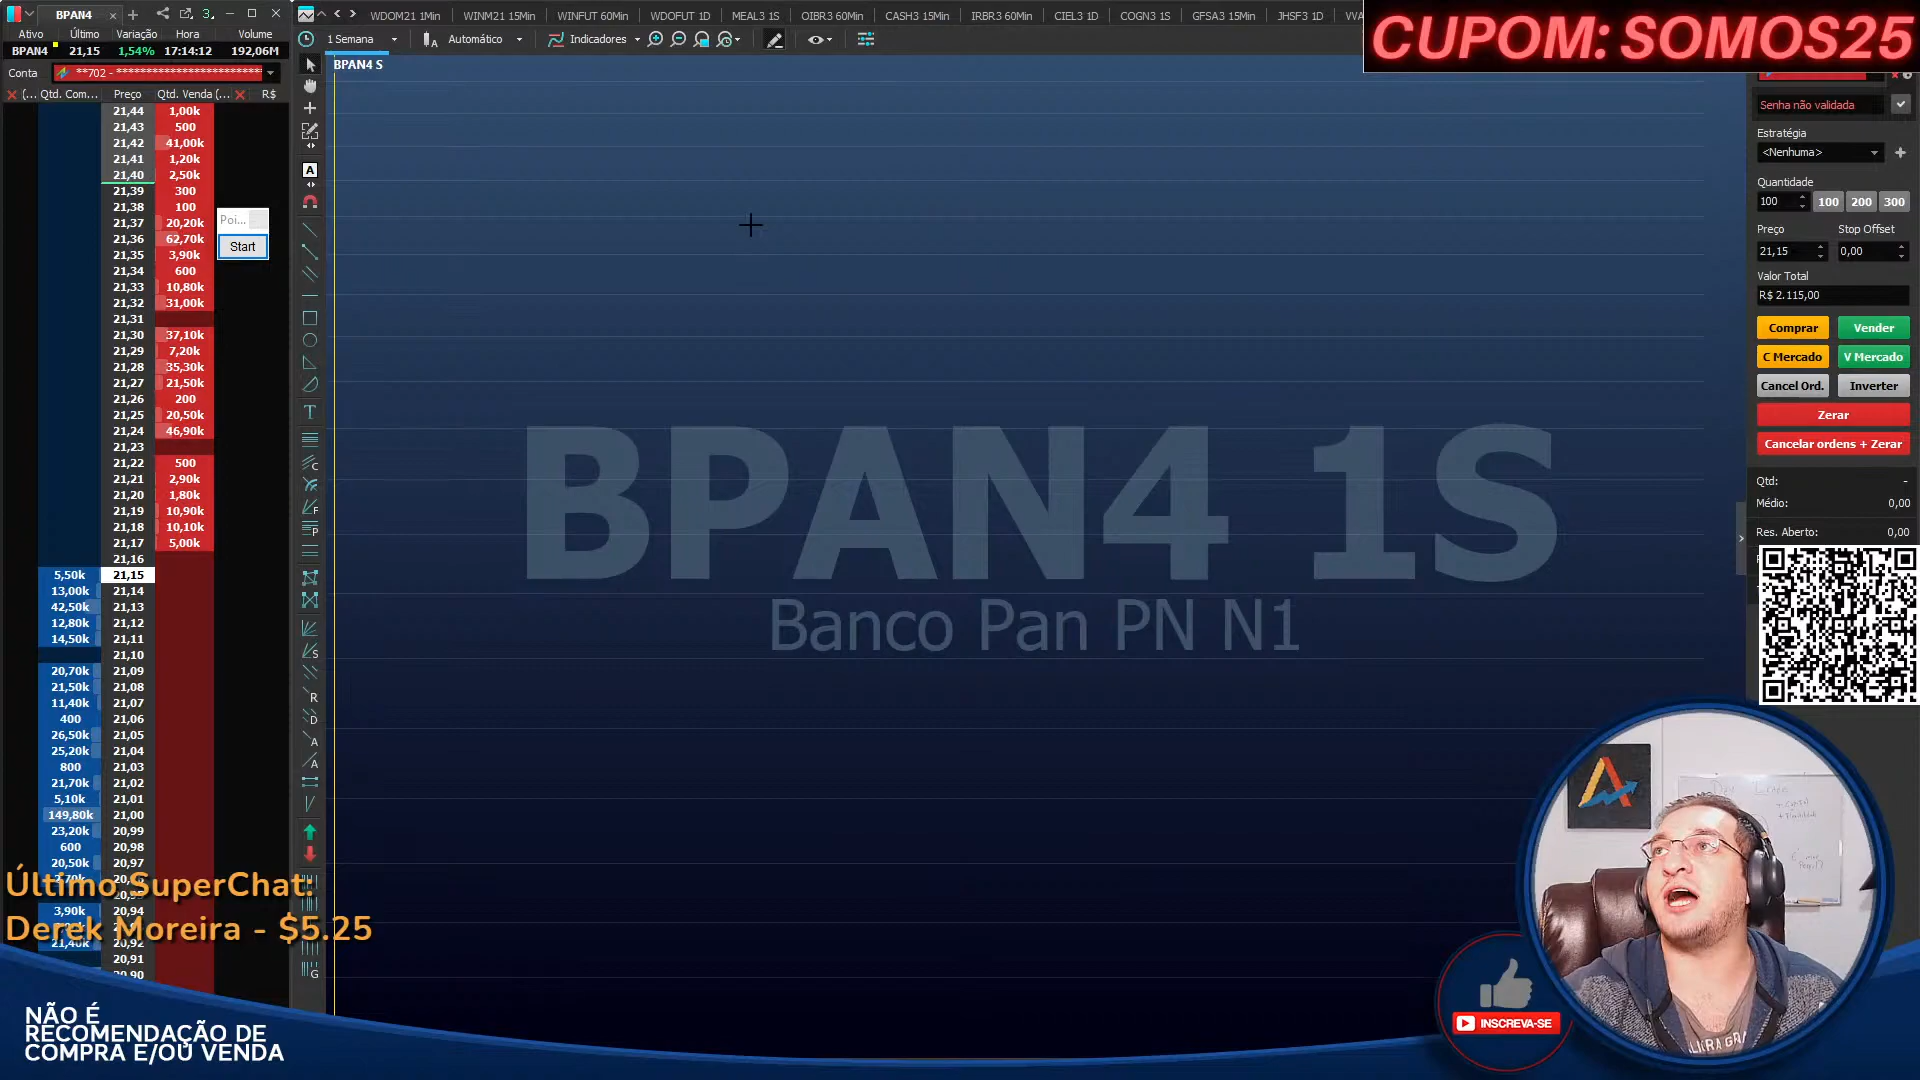 BPAN4
WDOM21 1Min
WINM21 15Min
WINFUT 60Min
WDOFUT 1D
MEAL3 1S
OIBR3 60Min
CASH3 15Min
IRBR3 60Min
CIEL3 1D
COGN3 1S
GFSA3 15Min
JHSF3 1D
CUPOM: SOMOS25
Ativo Último Variação Hora Volume
BPAN4 21,15 1,54% 17:14:12 192,06M
1 Semana
Automático
Indicadores
Conta **702 - **************************
BPAN4 S
(... Qtd. Com... Preço Qtd. Venda (... R$
21,44 1,00k
21,43 500
21,42 41,00k
21,41 1,20k
21,40 2,50k
21,39 300
21,38 100
21,37 20,20k
21,36 62,70k
21,35 3,90k
21,34 600
21,33 10,80k
21,32 31,00k
21,31
21,30 37,10k
21,29 7,20k
21,28 35,30k
21,27 21,50k
21,26 200
21,25 20,50k
21,24 46,90k
21,23
21,22 500
21,21 2,90k
21,20 1,80k
21,19 10,90k
21,18 10,10k
21,17 5,00k
21,16
5,50k 21,15
13,00k 21,14
42,50k 21,13
12,80k 21,12
14,50k 21,11
21,10
20,70k 21,09
21,50k 21,08
11,40k 21,07
400 21,06
26,50k 21,05
25,20k 21,04
800 21,03
21,70k 21,02
5,10k 21,01
149,80k 21,00
23,20k 20,99
600 20,98
20,50k 20,97
3,90k 20,94
21,40k 20,92
20,91
20,90
Poi...
Start
BPAN4 1S
Banco Pan PN N1
Senha não validada
Estratégia
<Nenhuma>
Quantidade
100 100 200 300
Preço Stop Offset
21,15 0,00
Valor Total
R$ 2.115,00
Comprar Vender
C Mercado V Mercado
Cancel Ord. Inverter
Zerar
Cancelar ordens + Zerar
Qtd: -
Médio: 0,00
Res. Aberto: 0,00
Último SuperChat:
Derek Moreira - $5.25
NÃO É
RECOMENDAÇÃO DE
COMPRA E/OU VENDA
INSCREVA-SE